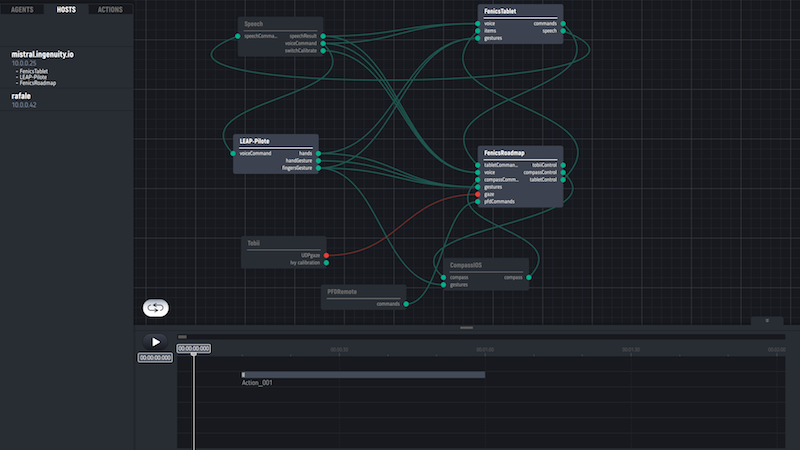 AGENTS HOSTS ACTIONS
mistral.ingenuity.io
10.0.0.25
- FenicsTablet
- LEAP-Pilote
- FenicsRoadmap
rafale
10.0.0.42
Speech
speechComma... speechResult
voiceCommand
switchCalibrate
FenicsTablet
voice commands
items speech
gestures
LEAP-Pilote
voiceCommand hands
handGesture
fingersGesture
FenicsRoadmap
tabletComman... tobiiControl
voice compassControl
compassComm... tabletControl
gestures
gaze
pfdCommands
Tobii
UDPgaze
Ivy calibration
CompassIOS
compass compass
gestures
PFDRemote
commands
00:00:00:000
00:00:00:000
00:00:30
00:01:00
00:01:30
00:02:00
Action_001